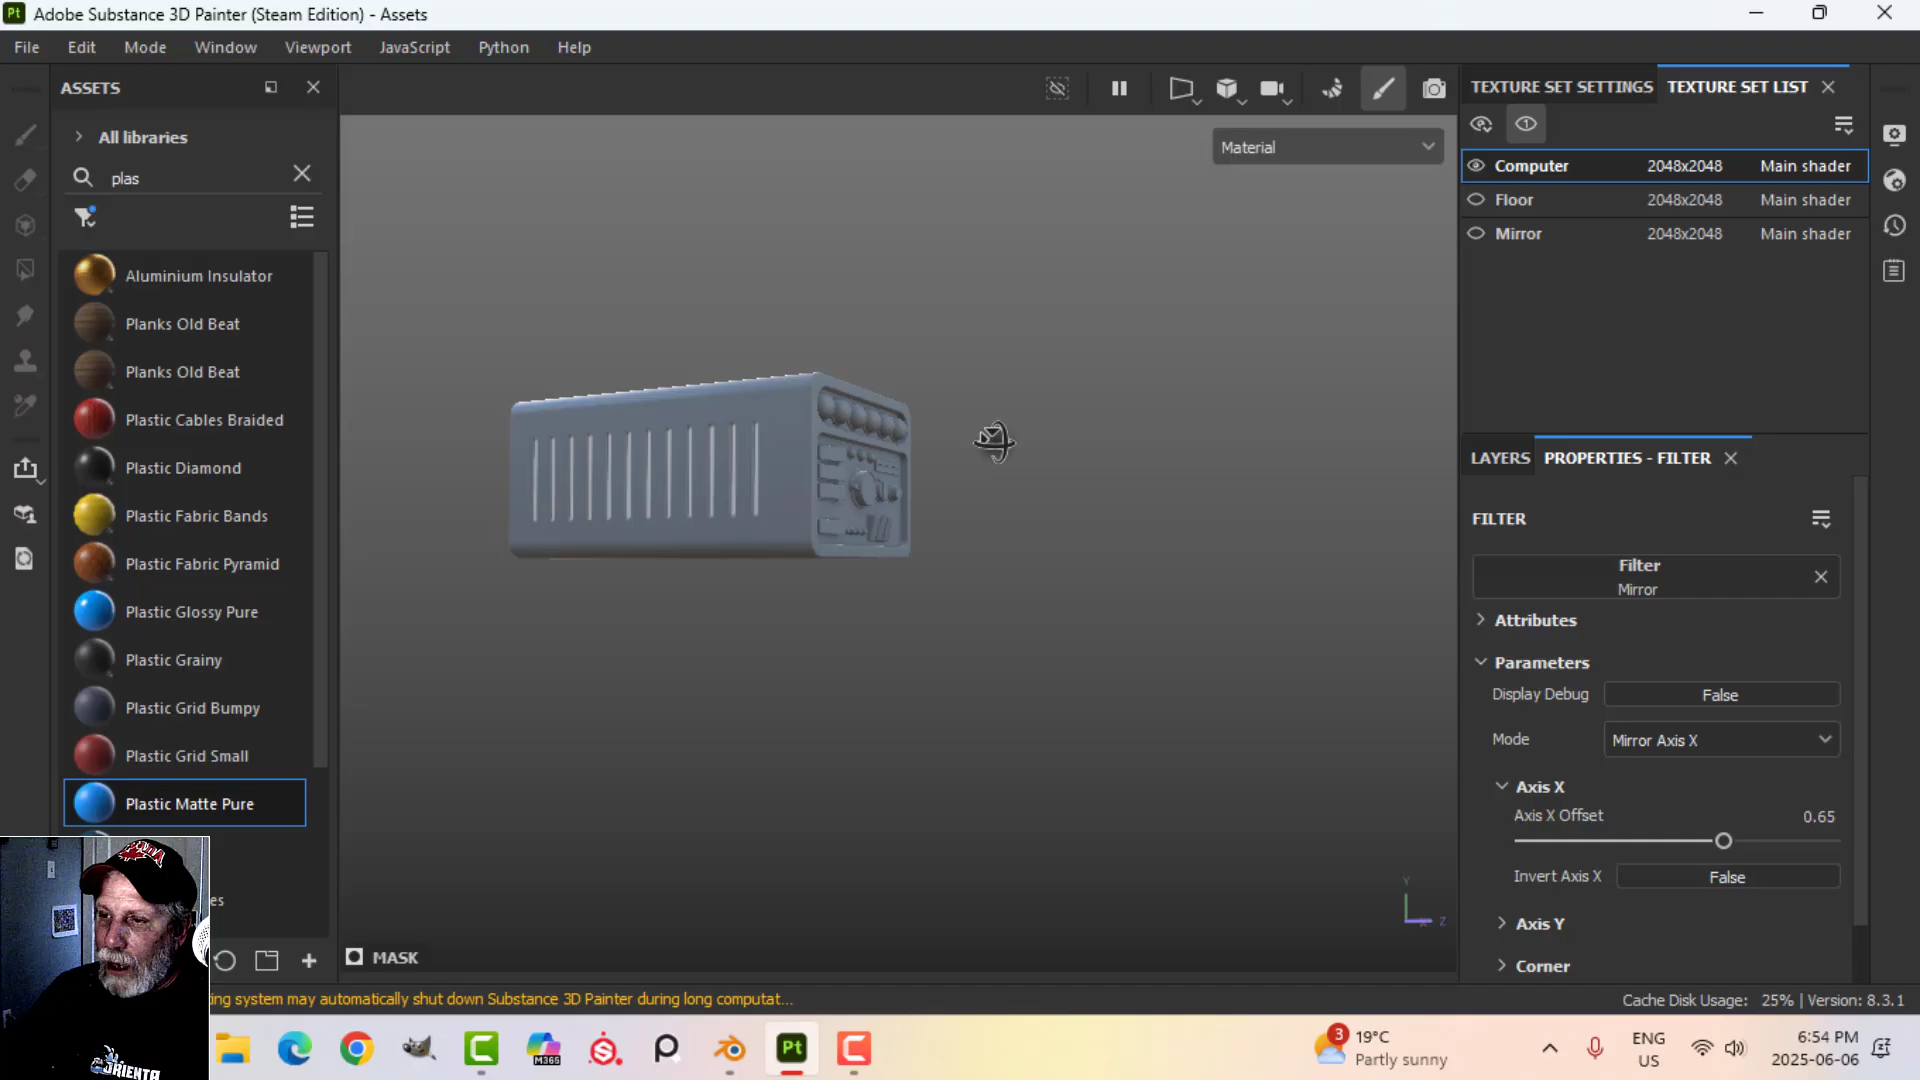 Pt Adobe Substance 3D Painter (Steam Edition) - Assets
File Edit Mode Window Viewport JavaScript Python Help
ASSETS
All libraries
plas
Aluminium Insulator
Planks Old Beat
Planks Old Beat
Plastic Cables Braided
Plastic Diamond
Plastic Fabric Bands
Plastic Fabric Pyramid
Plastic Glossy Pure
Plastic Grainy
Plastic Grid Bumpy
Plastic Grid Small
Plastic Matte Pure
es
Material
Y
Z
MASK
TEXTURE SET SETTINGS TEXTURE SET LIST
1
Computer 2048x2048 Main shader
Floor 2048x2048 Main shader
Mirror 2048x2048 Main shader
LAYERS PROPERTIES - FILTER
FILTER
Filter
Mirror
Attributes
Parameters
Display Debug False
Mode Mirror Axis X
Axis X
Axis X Offset 0.65
Invert Axis X False
Axis Y
Corner
ing system may automatically shut down Substance 3D Painter during long computat...
Cache Disk Usage: 25% | Version: 8.3.1
M365
Pt
3
19°C
Partly sunny
ENG
US
6:54 PM
2025-06-06